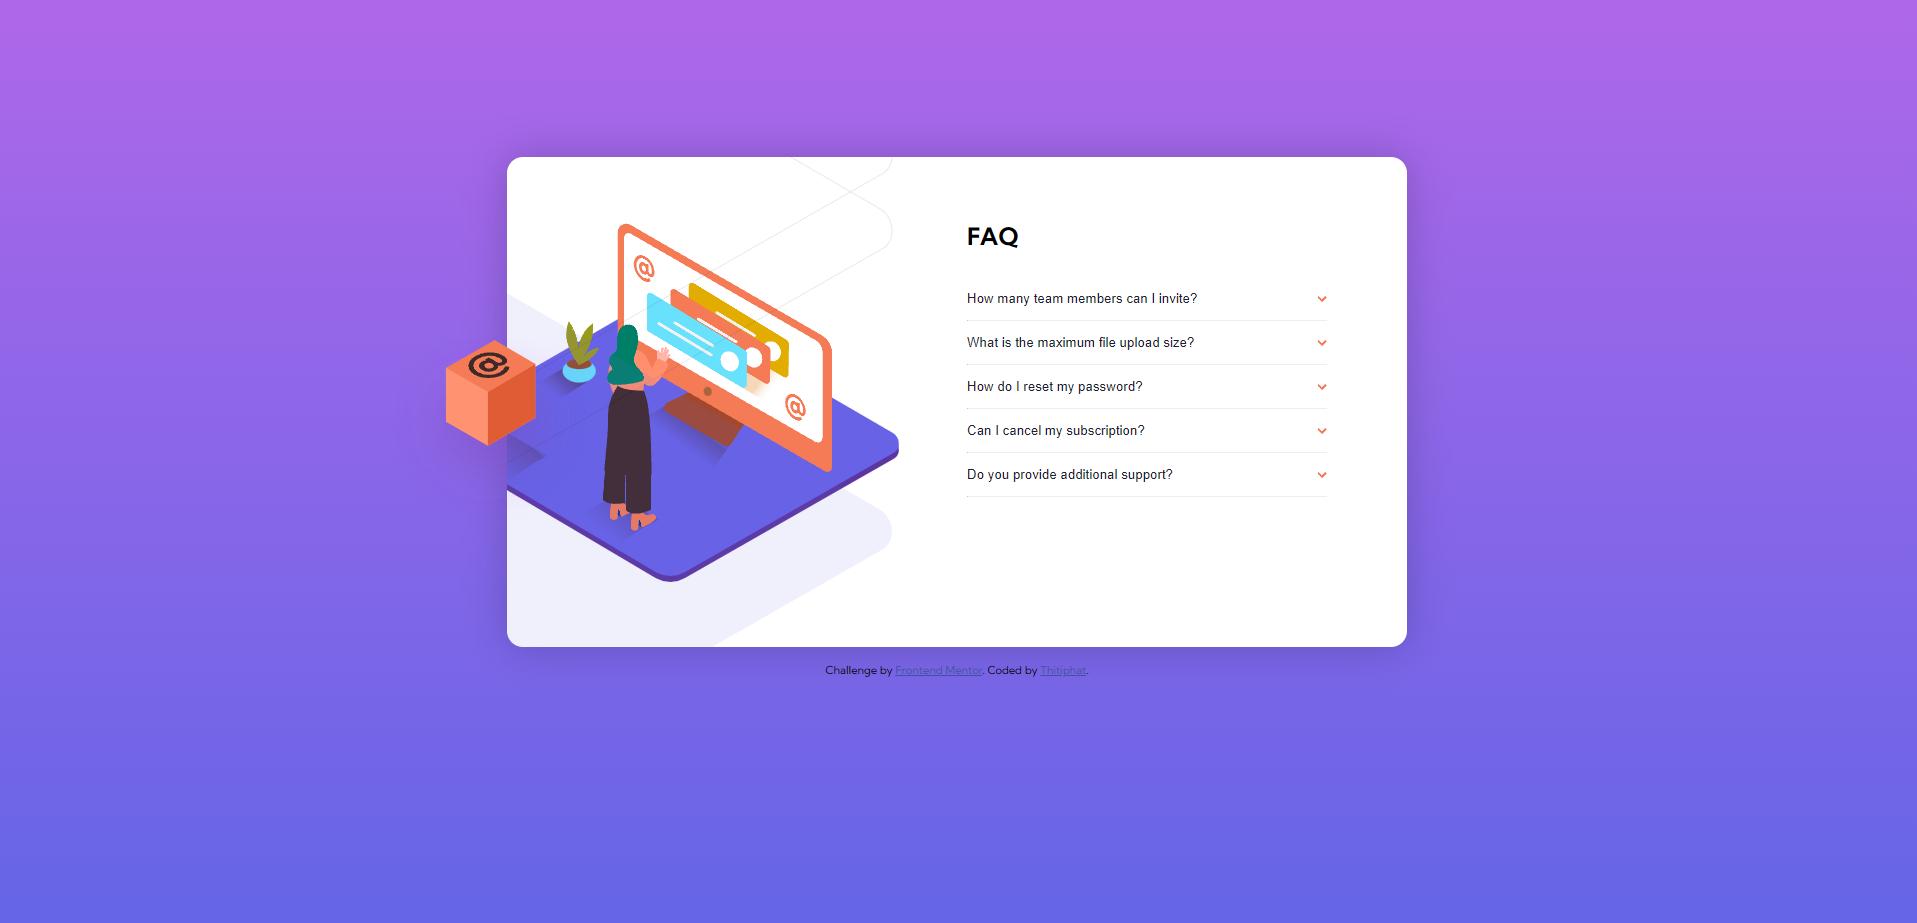 FAQ
How many team members can I invite?
What is the maximum file upload size?
How do I reset my password?
Can I cancel my subscription?
Do you provide additional support?
@
@
@
Challenge by Frontend Mentor. Coded by Thitiphat.